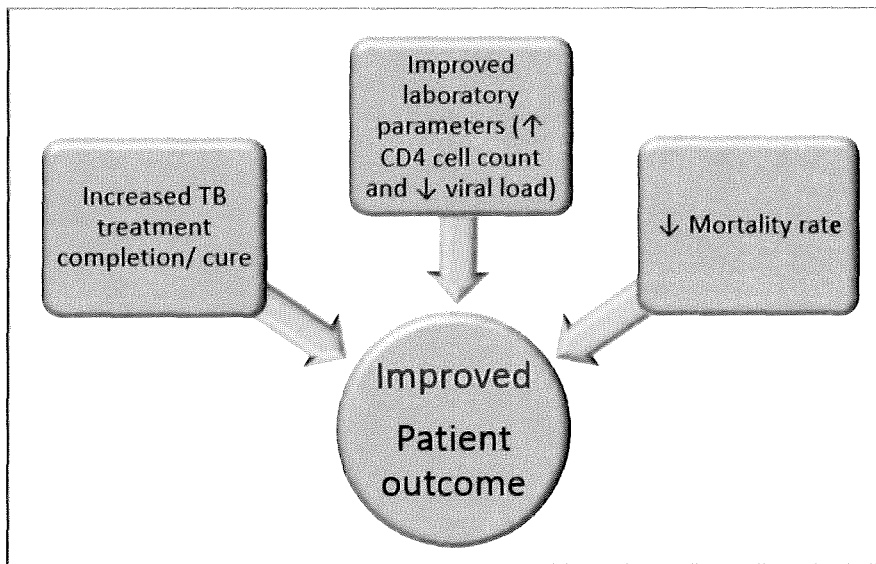 Improved
laboratory
parameters (↑
CD4 cell count
and ↓ viral load)
Increased TB
treatment
completion/ cure
↓ Mortality rate
Improved
Patient
outcome